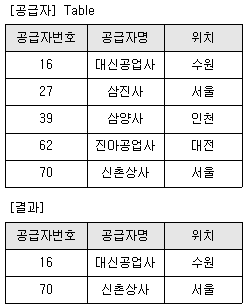 [공급자] Table
공급자번호 공급자명 위치
16 대신공업사 수원
27 삼진사 서울
39 삼양사 인천
62 진아공업사 대전
70 신촌상사 서울
[결과]
공급자번호 공급자명 위치
16 대신공업사 수원
70 신촌상사 서울